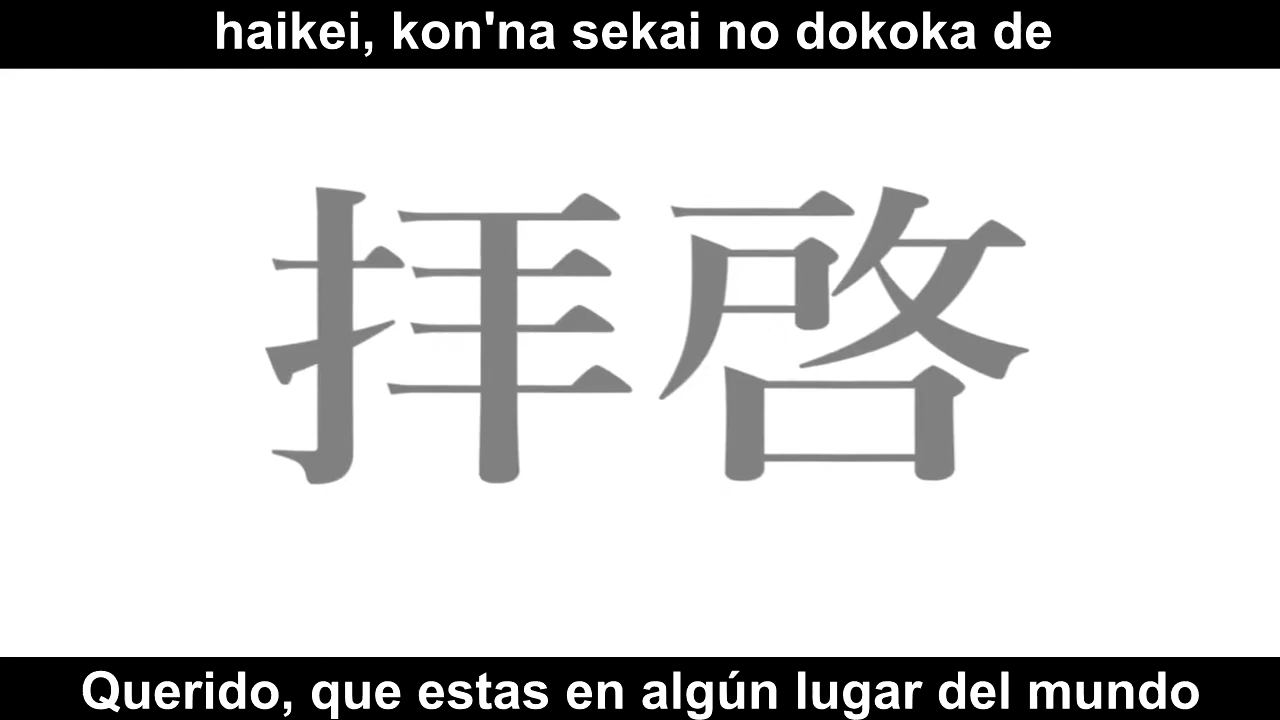 haikei, kon'na sekai no dokoka de
拝啓
Querido, que estas en algún lugar del mundo